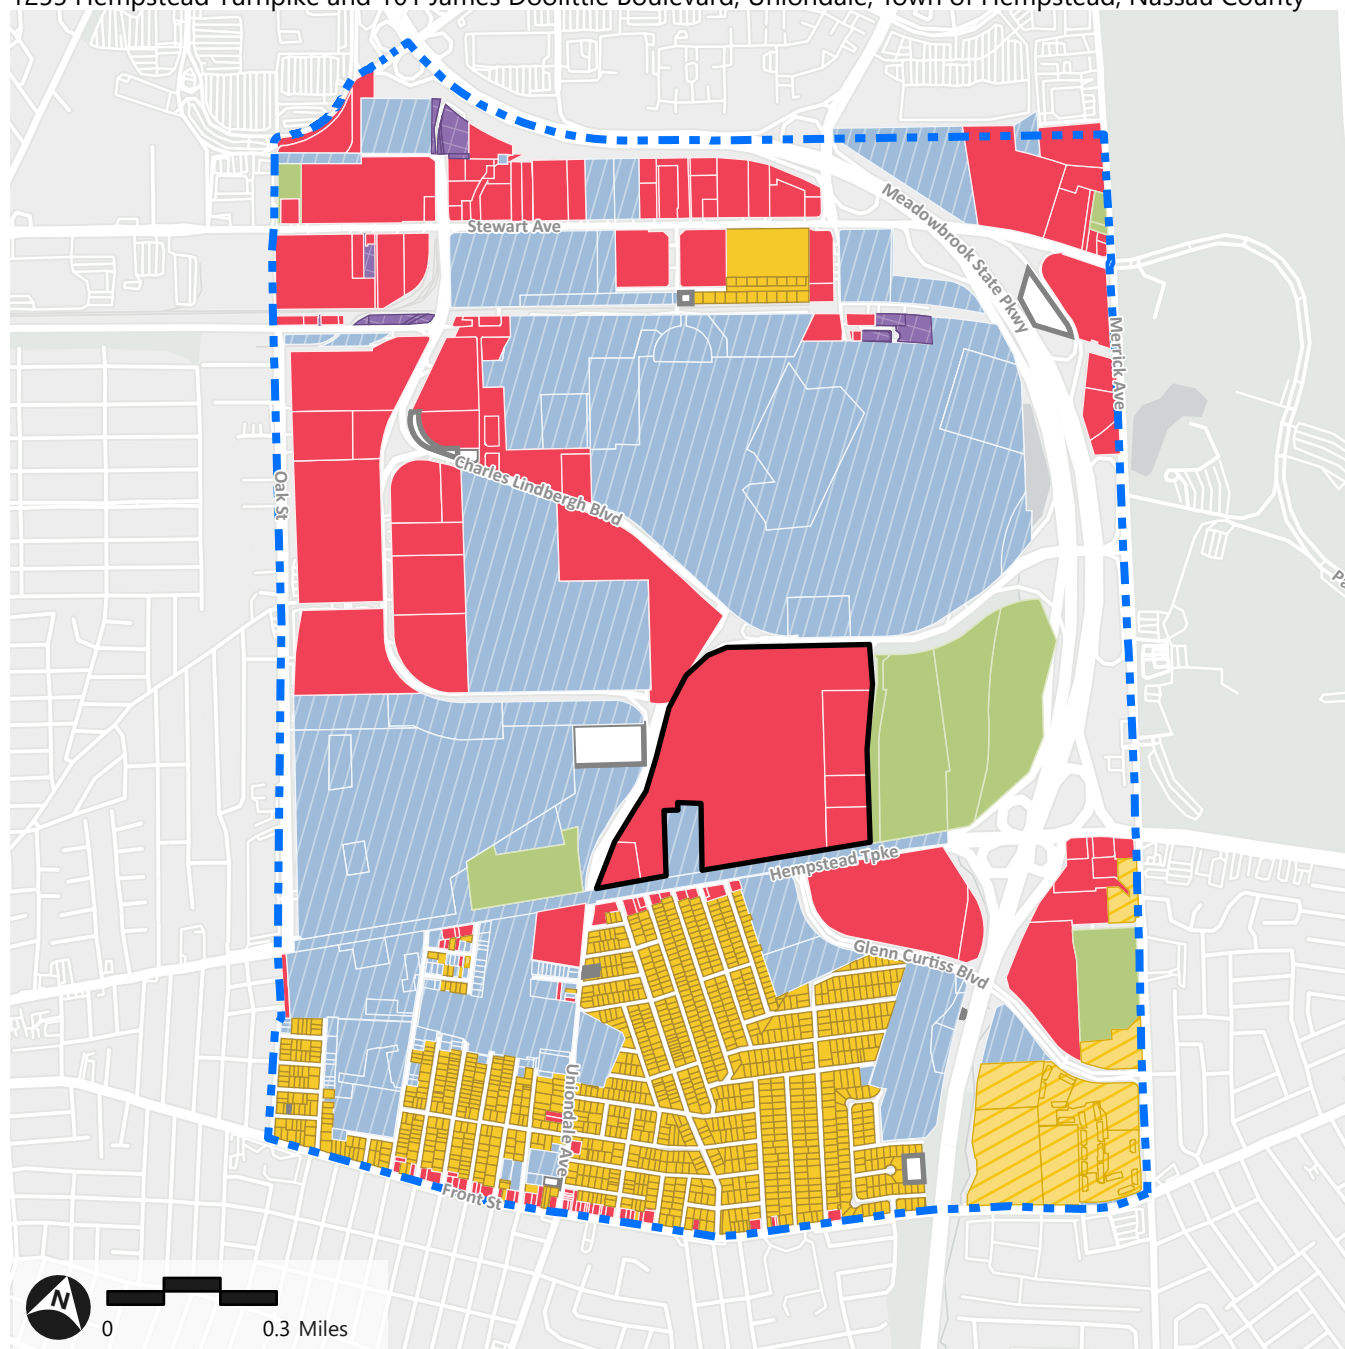 1255 Hempstead Turnpike and 101 James Doolittle Boulevard, Uniondale, Town of Hempstead, Nassau County
Stewart Ave
Meadowbrook State Pkwy
Merrick Ave
Oak St
Charles Lindbergh Blvd
Pa
Hempstead Tpke
Glenn Curtiss Blvd
Uniondale Ave
Front St
N
0
0.3 Miles